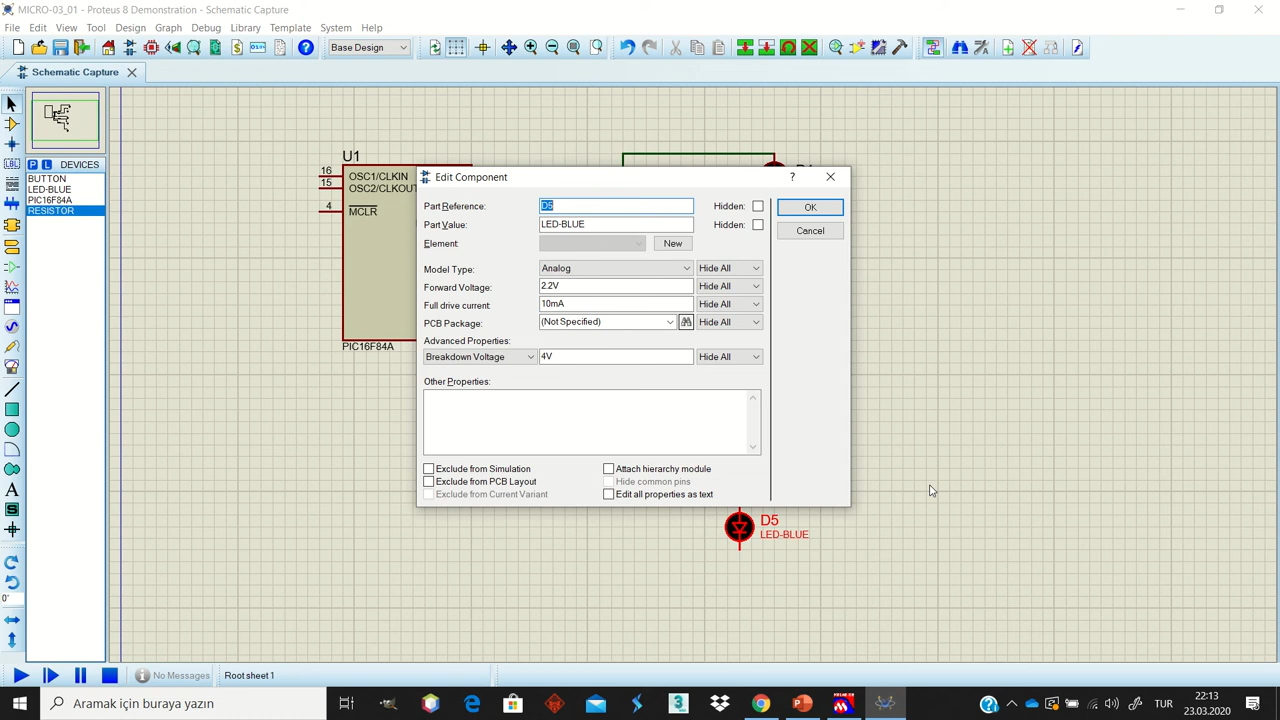 MICRO-03_01 - Proteus 8 Demonstration - Schematic Capture
File Edit View Tool Design Graph Debug Library Template System Help
Base Design
Schematic Capture
P L DEVICES
BUTTON
LED-BLUE
PIC16F84A
RESISTOR
LBL
U1
16 OSC1/CLKIN
15 OSC2/CLKOUT
4 MCLR
PIC16F84A
Edit Component
Part Reference: D5 Hidden: OK
Part Value: LED-BLUE Hidden: Cancel
Element: New
Model Type: Analog Hide All
Forward Voltage: 2.2V Hide All
Full drive current: 10mA Hide All
PCB Package: (Not Specified) Hide All
Advanced Properties:
Breakdown Voltage 4V Hide All
Other Properties:
Exclude from Simulation Attach hierarchy module
Exclude from PCB Layout Hide common pins
Exclude from Current Variant Edit all properties as text
D5
LED-BLUE
0°
No Messages Root sheet 1
Aramak için buraya yazın
TUR 22:13
23.03.2020